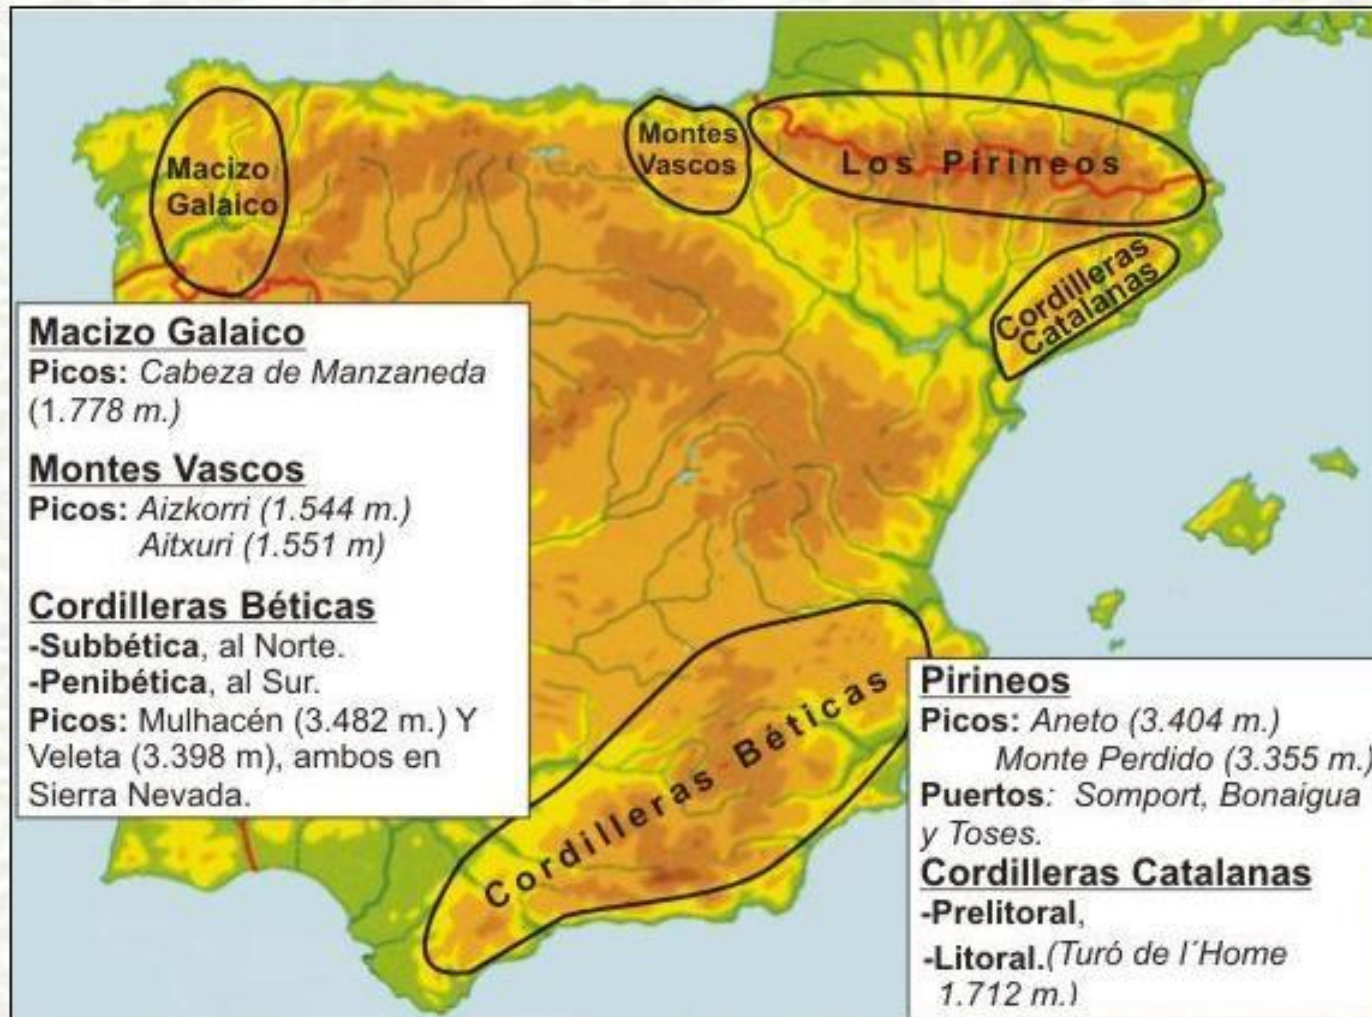 Macizo
Galaico
Montes
Vascos
Los Pirineos
Cordilleras
Catalanas
Macizo Galaico
Picos: Cabeza de Manzaneda
(1.778 m.)
Montes Vascos
Picos: Aizkorri (1.544 m.)
Aitxuri (1.551 m)
Cordilleras Béticas
-Subbética, al Norte.
-Penibética, al Sur.
Picos: Mulhacén (3.482 m.) Y
Veleta (3.398 m), ambos en
Sierra Nevada.
Cordilleras Béticas
Pirineos
Picos: Aneto (3.404 m.)
Monte Perdido (3.355 m.)
Puertos: Somport, Bonaigua
y Toses.
Cordilleras Catalanas
-Prelitoral,
-Litoral.(Turó de l´Home
1.712 m.)